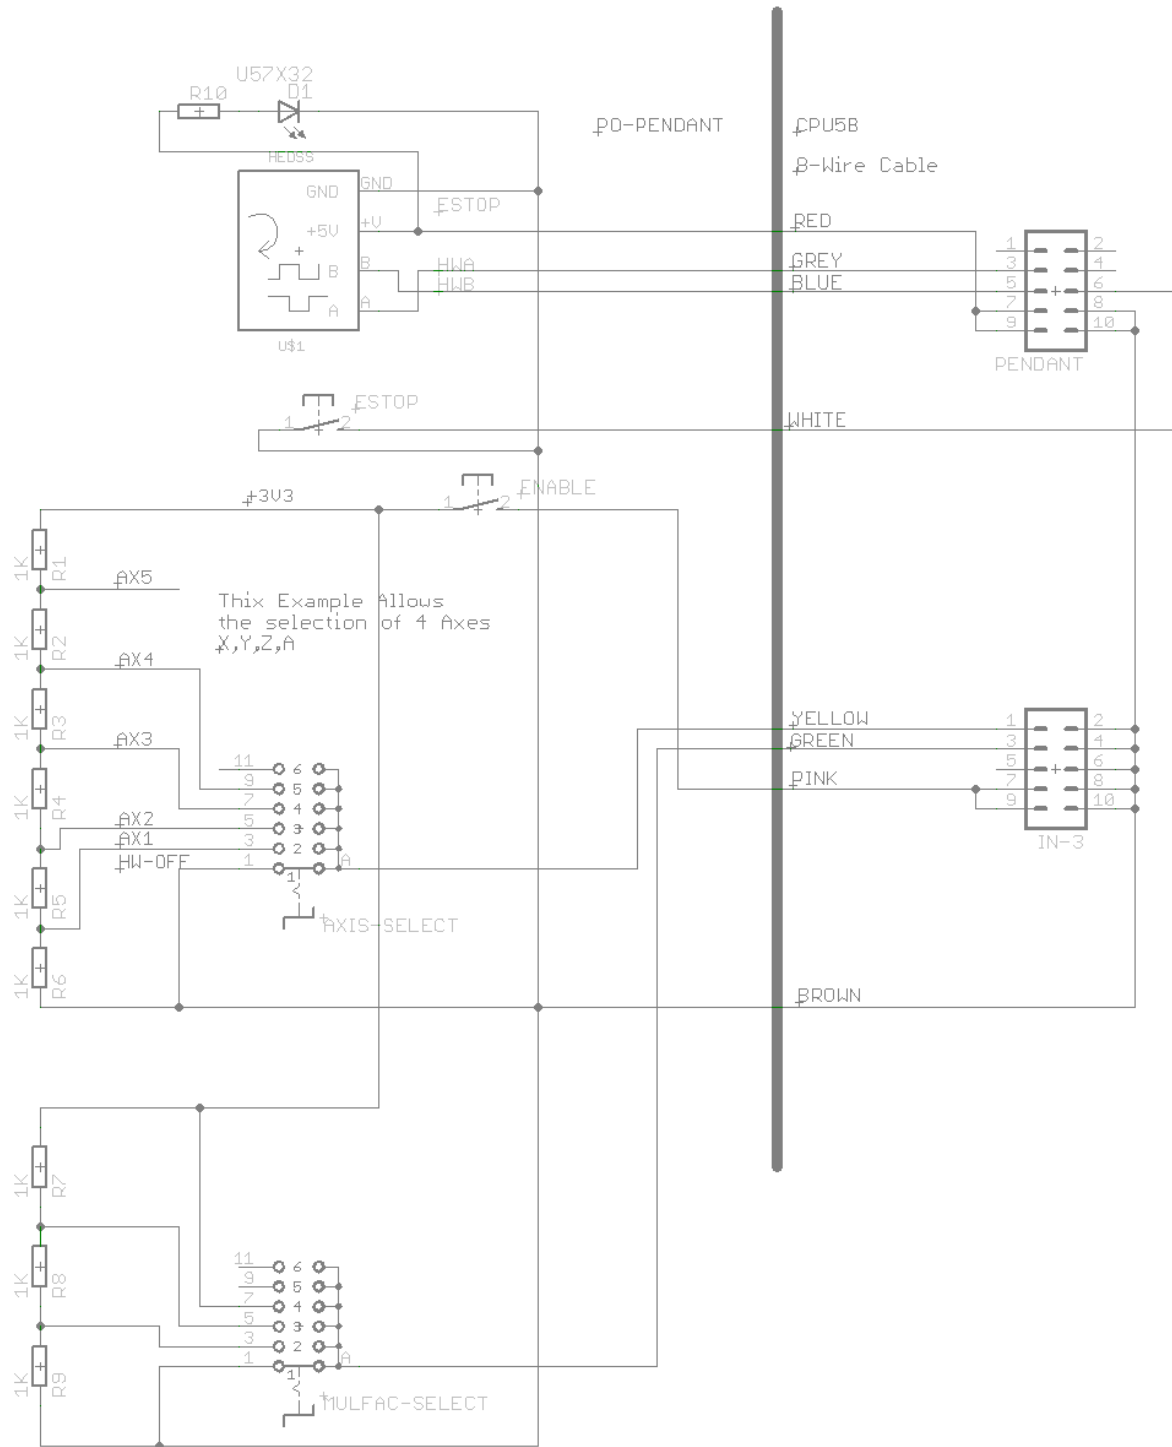 U57X32
R10
D1
PO-PENDANT
CPU5B
8-Wire Cable
HEDSS
GND
GND
ESTOP
+V
+5V
RED
1
2
B
B
HWA
GREY
3
4
HWB
BLUE
5
6
A
A
7
8
9
10
U$1
PENDANT
ESTOP
1
2
WHITE
+3V3
1
2
ENABLE
1K
R1
AX5
Thix Example Allows
the selection of 4 Axes
X,Y,Z,A
1K
R2
AX4
1K
R3
AX3
YELLOW
1
2
GREEN
3
4
11
6
5
6
9
5
PINK
7
8
7
4
9
10
1K
R4
AX2
5
3
AX1
3
2
IN-3
HW-OFF
1
1
A
1K
R5
AXIS-SELECT
1K
R6
BROWN
1K
R7
11
6
9
5
1K
R8
7
4
5
3
3
2
1
1
A
1K
R9
MULFAC-SELECT